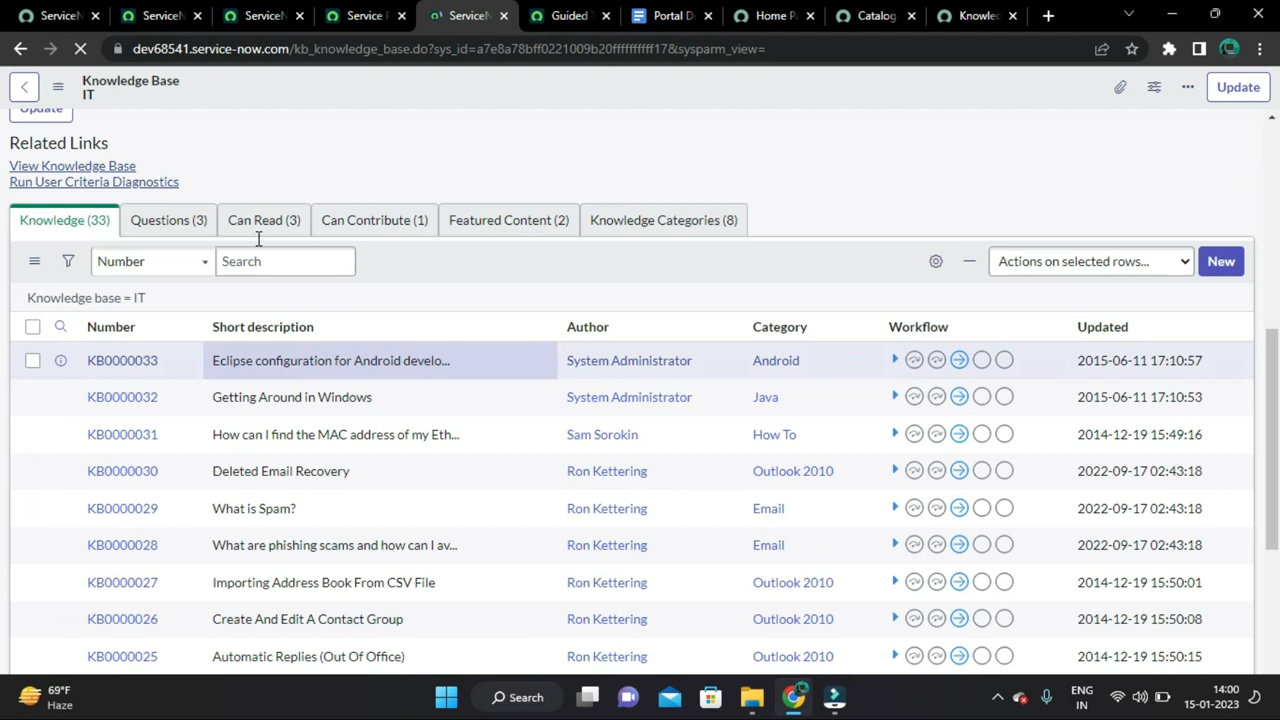 ServiceN
ServiceN
ServiceN
Service P
ServiceN
Guided T
Portal D
Home Pa
Catalog
Knowled
dev68541.service-now.com/kb_knowledge_base.do?sys_id=a7e8a78bff0221009b20ffffffffff17&sysparm_view=
Knowledge Base
IT
Update
Update
Related Links
View Knowledge Base
Run User Criteria Diagnostics
Knowledge (33) Questions (3) Can Read (3) Can Contribute (1) Featured Content (2) Knowledge Categories (8)
Number Search Actions on selected rows... New
Knowledge base = IT
Number Short description Author Category Workflow Updated
KB0000033 Eclipse configuration for Android develo... System Administrator Android 2015-06-11 17:10:57
KB0000032 Getting Around in Windows System Administrator Java 2015-06-11 17:10:53
KB0000031 How can I find the MAC address of my Eth... Sam Sorokin How To 2014-12-19 15:49:16
KB0000030 Deleted Email Recovery Ron Kettering Outlook 2010 2022-09-17 02:43:18
KB0000029 What is Spam? Ron Kettering Email 2022-09-17 02:43:18
KB0000028 What are phishing scams and how can I av... Ron Kettering Email 2022-09-17 02:43:18
KB0000027 Importing Address Book From CSV File Ron Kettering Outlook 2010 2014-12-19 15:50:01
KB0000026 Create And Edit A Contact Group Ron Kettering Outlook 2010 2014-12-19 15:50:08
KB0000025 Automatic Replies (Out Of Office) Ron Kettering Outlook 2010 2014-12-19 15:50:15
69°F
Haze
Search
ENG
IN
14:00
15-01-2023